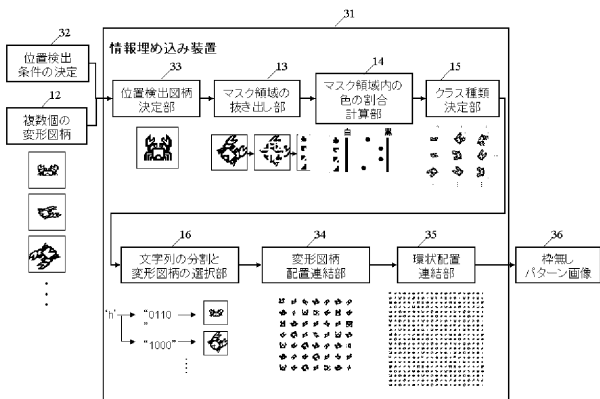 31
情報埋め込み装置
32
位置検出
条件の決定
12
複数個の
変形図柄
33
位置検出図柄
決定部
13
マスク領域の
抜き出し部
14
マスク領域内の
色の割合
計算部
15
クラス種類
決定部
白
黒
16
文字列の分割と
変形図柄の選択部
34
変形図柄
配置連結部
35
環状配置
連結部
36
枠無し
パターン画像
'h'
"0110
"
"1000"